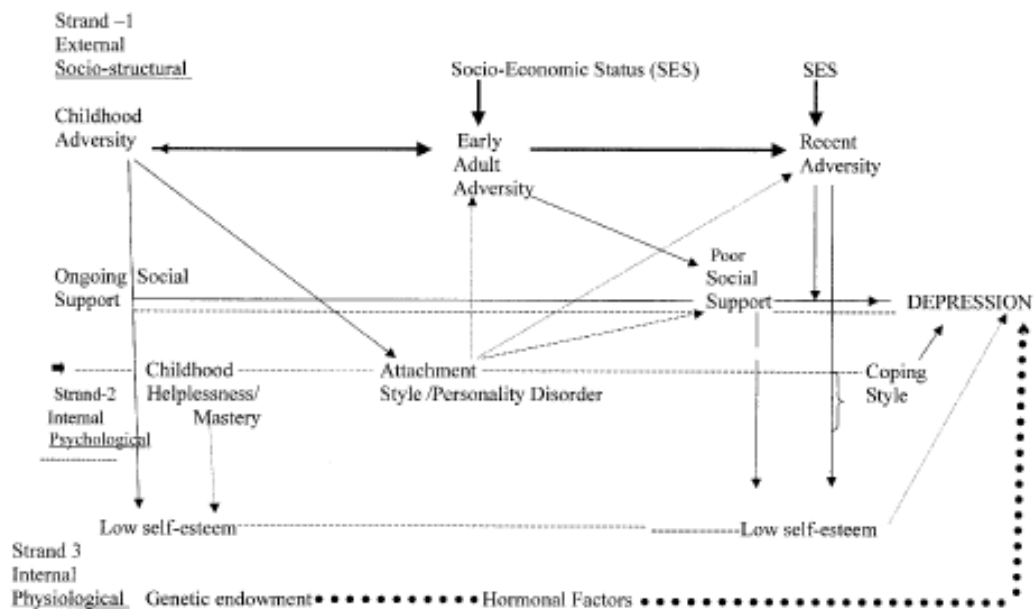 Strand –1
External
Socio-structural
Socio-Economic Status (SES)
SES
Childhood
Adversity
Early
Adult
Adversity
Recent
Adversity
Ongoing Social
Support
Poor
Social
Support
DEPRESSION
Strand-2
Internal
Psychological
Childhood
Helplessness/
Mastery
Attachment
Style /Personality Disorder
Coping
Style
Low self-esteem
Low self-esteem
Strand 3
Internal
Physiological
Genetic endowment
Hormonal Factors